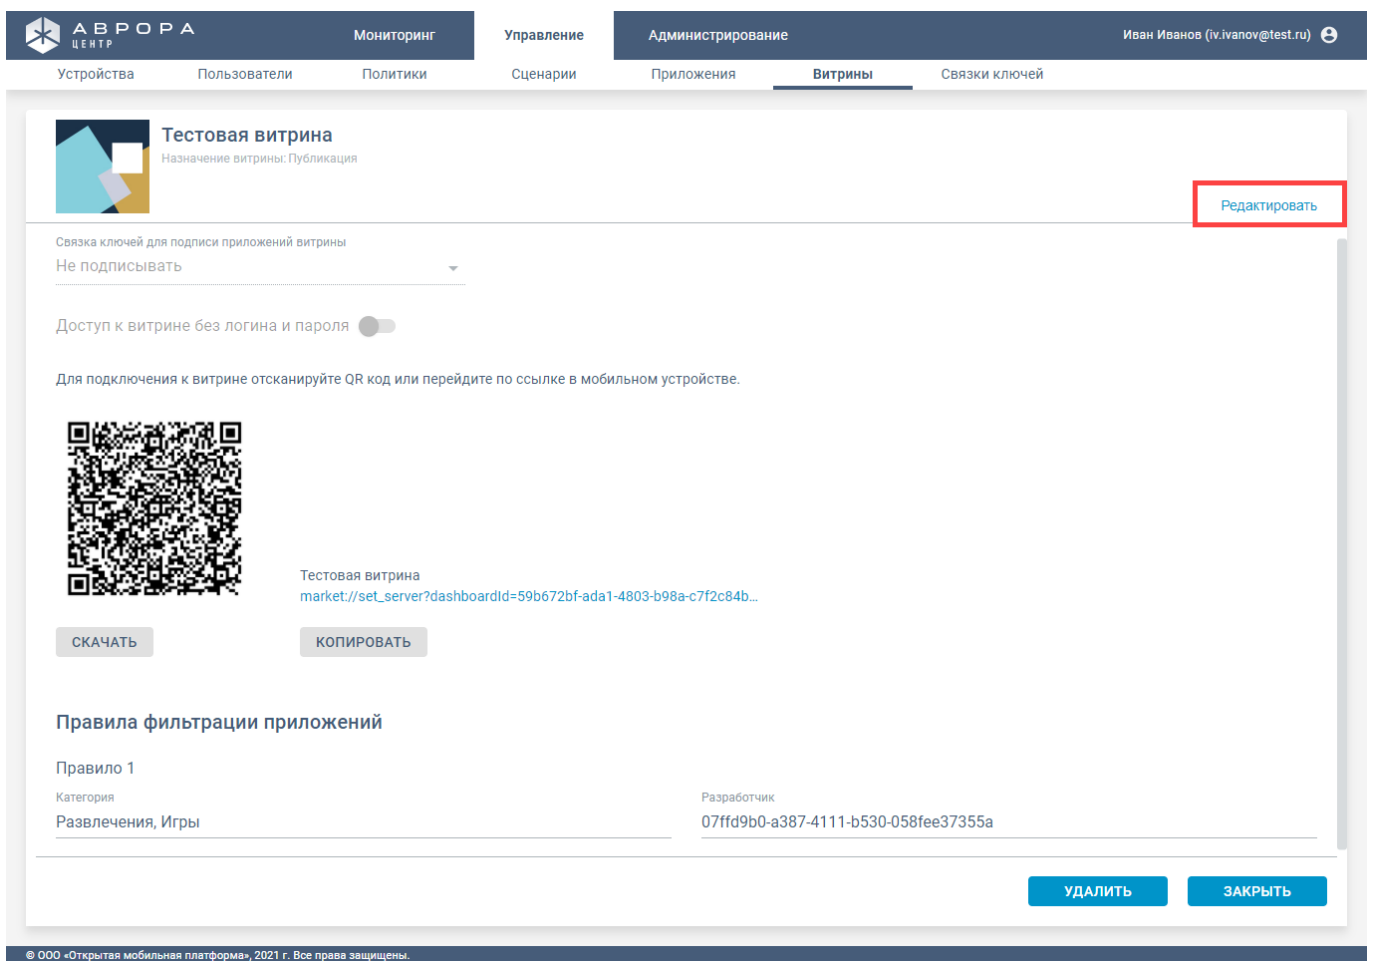 АВРОРА
ЦЕНТР
Мониторинг
Управление
Администрирование
Иван Иванов (iv.ivanov@test.ru)
Устройства
Пользователи
Политики
Сценарии
Приложения
Витрины
Связки ключей
Тестовая витрина
Назначение витрины: Публикация
Редактировать
Связка ключей для подписи приложений витрины
Не подписывать
Доступ к витрине без логина и пароля
Для подключения к витрине отсканируйте QR код или перейдите по ссылке в мобильном устройстве.
Тестовая витрина
market://set_server?dashboardId=59b672bf-ada1-4803-b98a-c7f2c84b...
СКАЧАТЬ
КОПИРОВАТЬ
Правила фильтрации приложений
Правило 1
Категория
Разработчик
Развлечения, Игры
07ffd9b0-a387-4111-b530-058fee37355a
УДАЛИТЬ
ЗАКРЫТЬ
© ООО «Открытая мобильная платформа», 2021 г. Все права защищены.